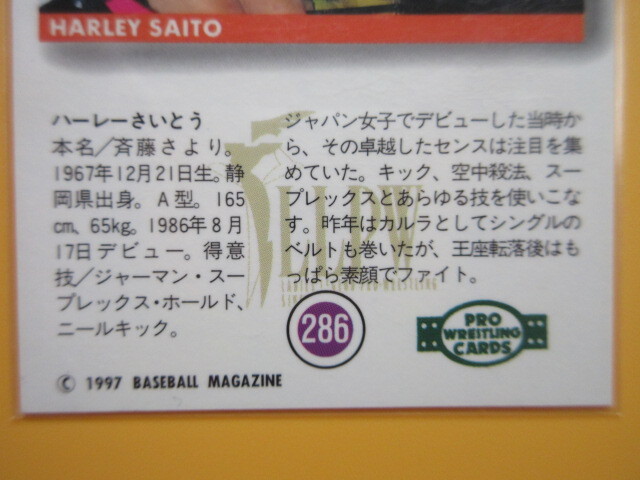 HARLEY SAITO
ハーレーさいとう
本名／斉藤さより。
1967年12月21日生。静
岡県出身。A型。165
cm、65kg。1986年8月
17日デビュー。得意
技／ジャーマン・スー
プレックス・ホールド、
ニールキック。
ジャパン女子でデビューした当時か
ら、その卓越したセンスは注目を集
めていた。キック、空中殺法、スー
プレックスとあらゆる技を使いこな
す。昨年はカルラとしてシングルの
ベルトも巻いたが、王座転落後はも
っぱら素顔でファイト。
LLPW
286
PRO
WRESTLING
CARDS
© 1997 BASEBALL MAGAZINE